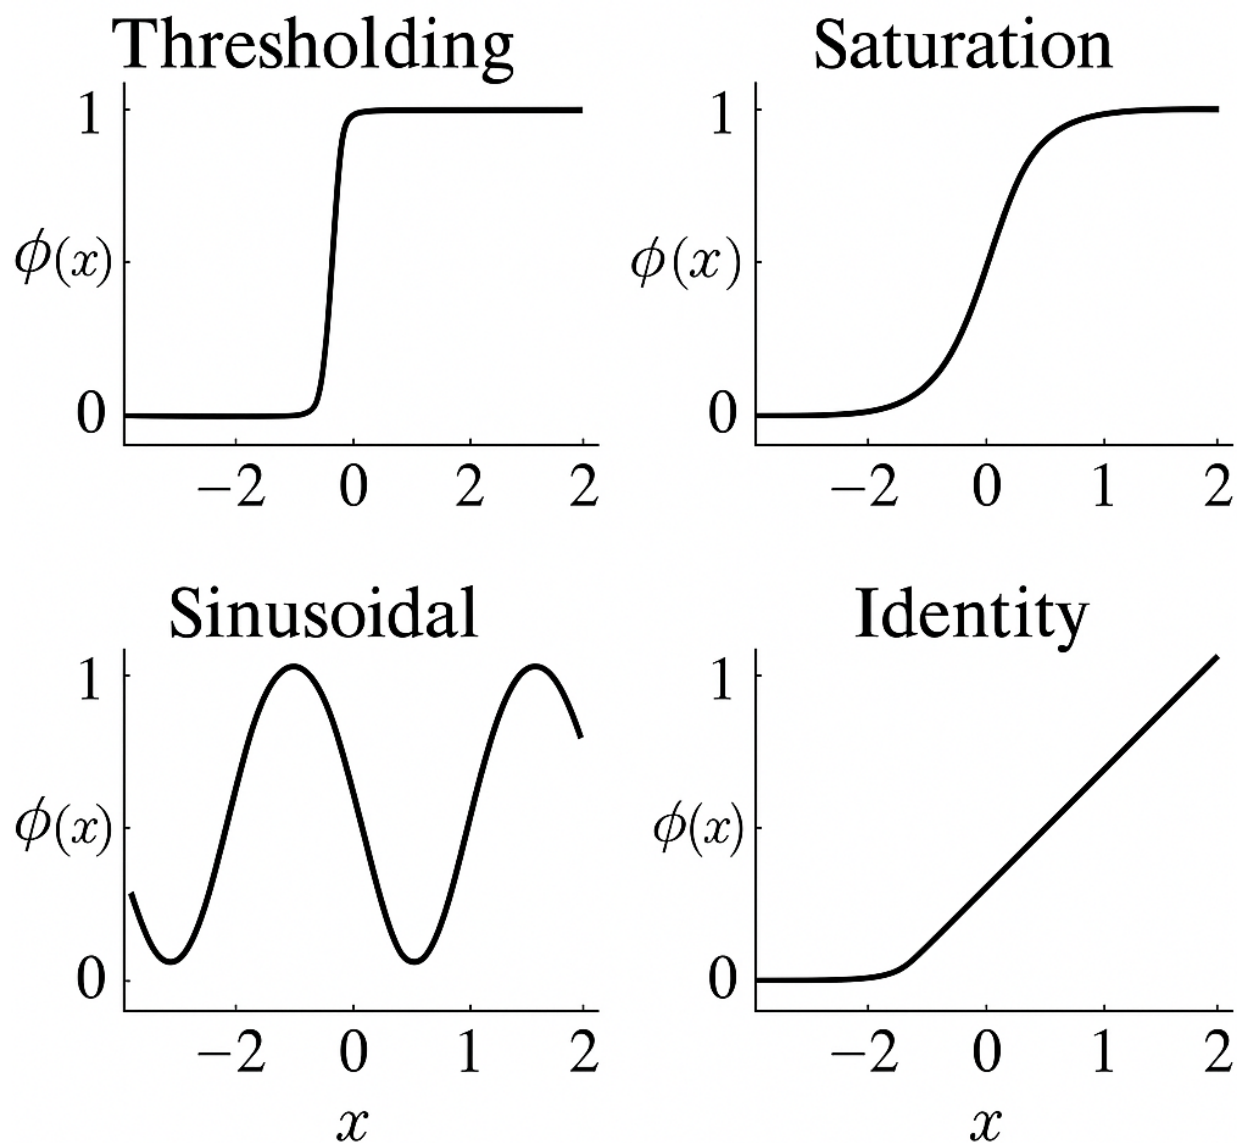 Thresholding
1
ϕ(x)
0
−2 0 2 2
Saturation
1
ϕ(x)
0
−2 0 1 2
Sinusoidal
1
ϕ(x)
0
−2 0 1 2
x
Identity
1
ϕ(x)
0
−2 0 1 2
x